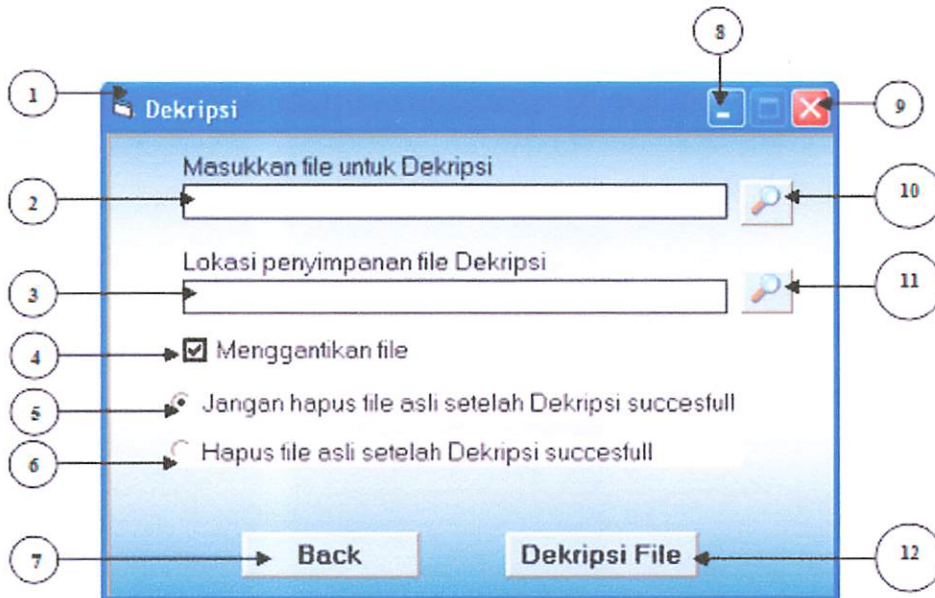 8
1
9
Dekripsi
Masukkan file untuk Dekripsi
2
10
Lokasi penyimpanan file Dekripsi
3
11
4
Menggantikan file
5
Jangan hapus file asli setelah Dekripsi succesfull
6
Hapus file asli setelah Dekripsi succesfull
7
Back
Dekripsi File
12